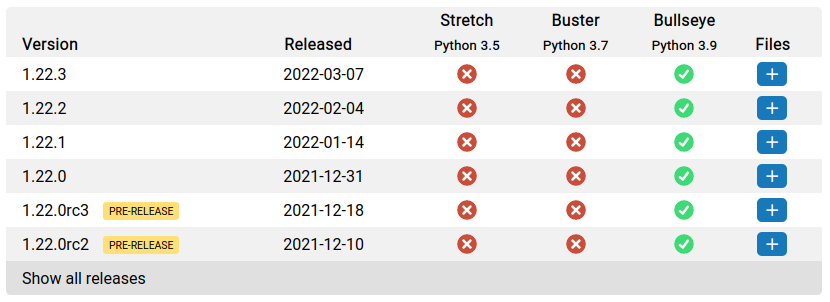 Stretch Buster Bullseye
Version Released Python 3.5 Python 3.7 Python 3.9 Files
1.22.3 2022-03-07
1.22.2 2022-02-04
1.22.1 2022-01-14
1.22.0 2021-12-31
1.22.0rc3 PRE-RELEASE 2021-12-18
1.22.0rc2 PRE-RELEASE 2021-12-10
Show all releases